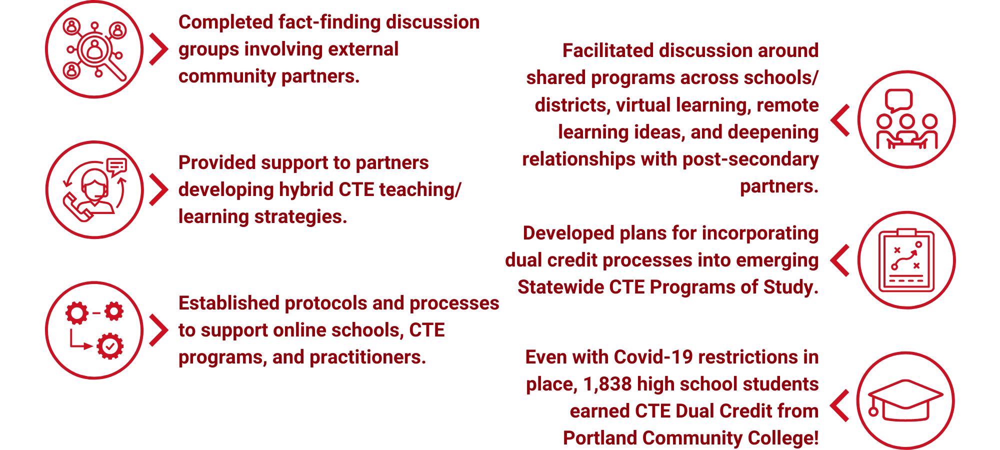 Completed fact-finding discussion
groups involving external
community partners.
Provided support to partners
developing hybrid CTE teaching/
learning strategies.
Established protocols and processes
to support online schools, CTE
programs, and practitioners.
Facilitated discussion around
shared programs across schools/
districts, virtual learning, remote
learning ideas, and deepening
relationships with post-secondary
partners.
Developed plans for incorporating
dual credit processes into emerging
Statewide CTE Programs of Study.
Even with Covid-19 restrictions in
place, 1,838 high school students
earned CTE Dual Credit from
Portland Community College!